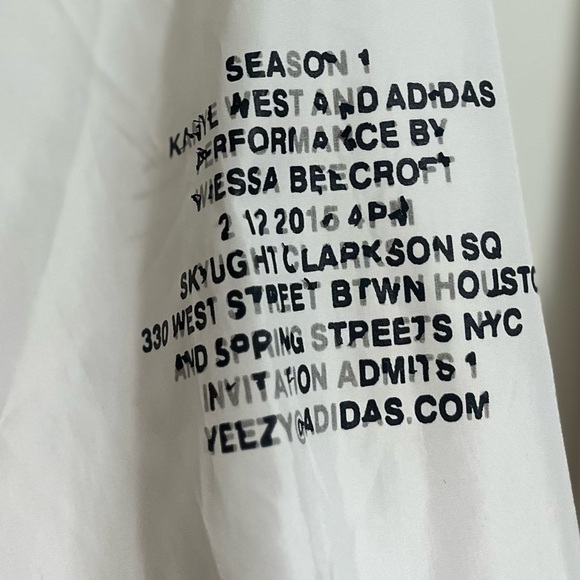 SEASON 1
KANYE WEST AND ADIDAS
PERFORMANCE BY
VANESSA BEECROFT
2 12 2015 4PM
SKYLIGHT CLARKSON SQ
330 WEST STREET BTWN HOUSTO
AND SPRING STREETS NYC
INVITATION ADMITS 1
YEEZY@ADIDAS.COM